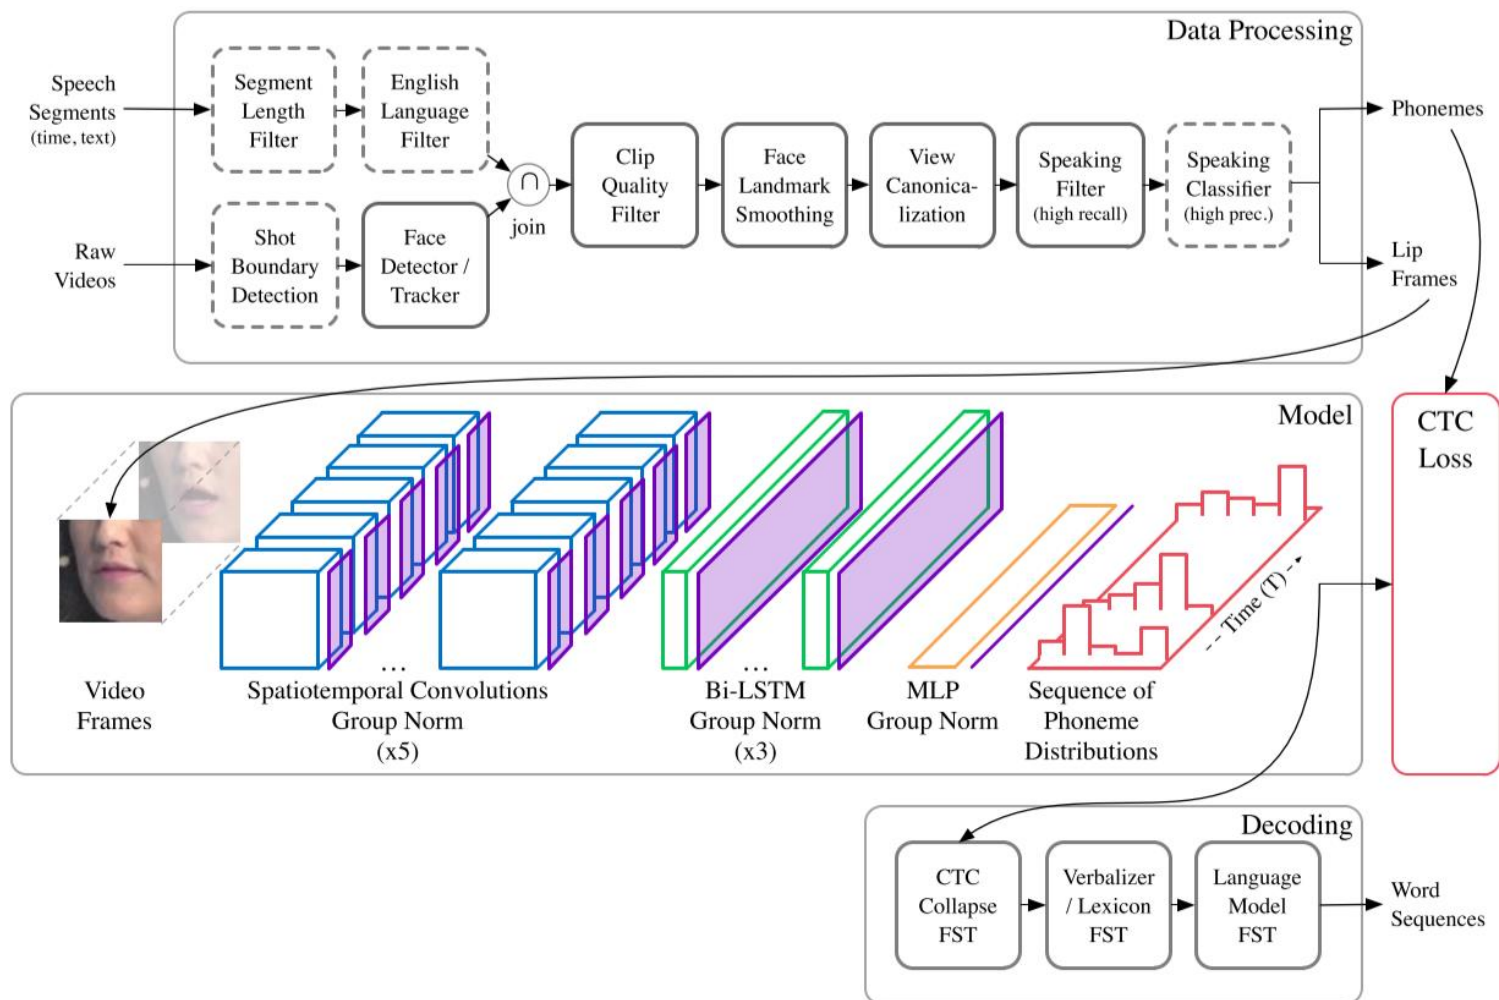 Data Processing
Speech
Segments
(time, text)
Segment
Length
Filter
English
Language
Filter
Raw
Videos
Shot
Boundary
Detection
Face
Detector /
Tracker
∩
join
Clip
Quality
Filter
Face
Landmark
Smoothing
View
Canonica-
lization
Speaking
Filter
(high recall)
Speaking
Classifier
(high prec.)
Phonemes
Lip
Frames
Model
CTC
Loss
Video
Frames
...
Spatiotemporal Convolutions
Group Norm
(x5)
...
Bi-LSTM
Group Norm
(x3)
MLP
Group Norm
Sequence of
Phoneme
Distributions
Time (T)
Decoding
CTC
Collapse
FST
Verbalizer
/ Lexicon
FST
Language
Model
FST
Word
Sequences